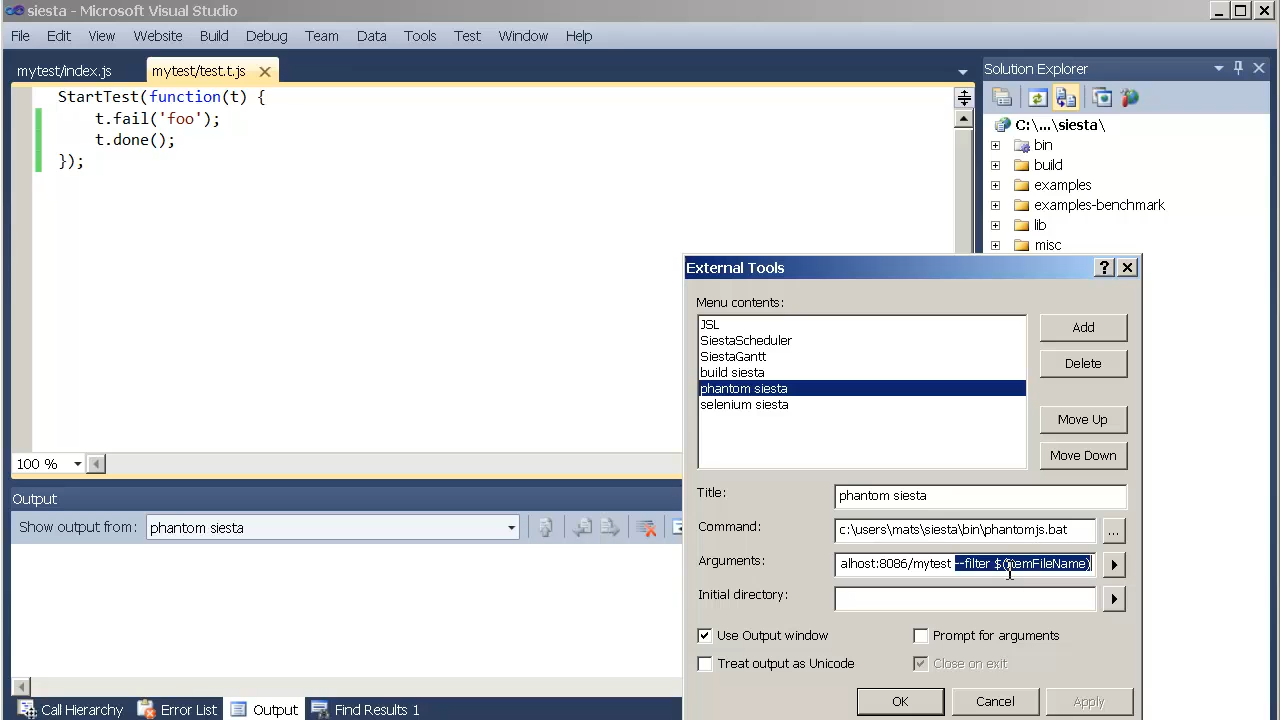 siesta - Microsoft Visual Studio
File Edit View Website Build Debug Team Data Tools Test Window Help
mytest/index.js mytest/test.t.js
StartTest(function(t) {
t.fail('foo');
t.done();
});
100 %
Solution Explorer
C:\...\siesta\
bin
build
examples
examples-benchmark
lib
misc
External Tools
Menu contents:
JSL
SiestaScheduler
SiestaGantt
build siesta
phantom siesta
selenium siesta
Add
Delete
Move Up
Move Down
Title: phantom siesta
Command: c:\users\mats\siesta\bin\phantomjs.bat ...
Arguments: alhost:8086/mytest --filter $(ItemFileName)
Initial directory:
Use Output window Prompt for arguments
Treat output as Unicode Close on exit
OK Cancel Apply
Output
Show output from: phantom siesta
Call Hierarchy Error List Output Find Results 1